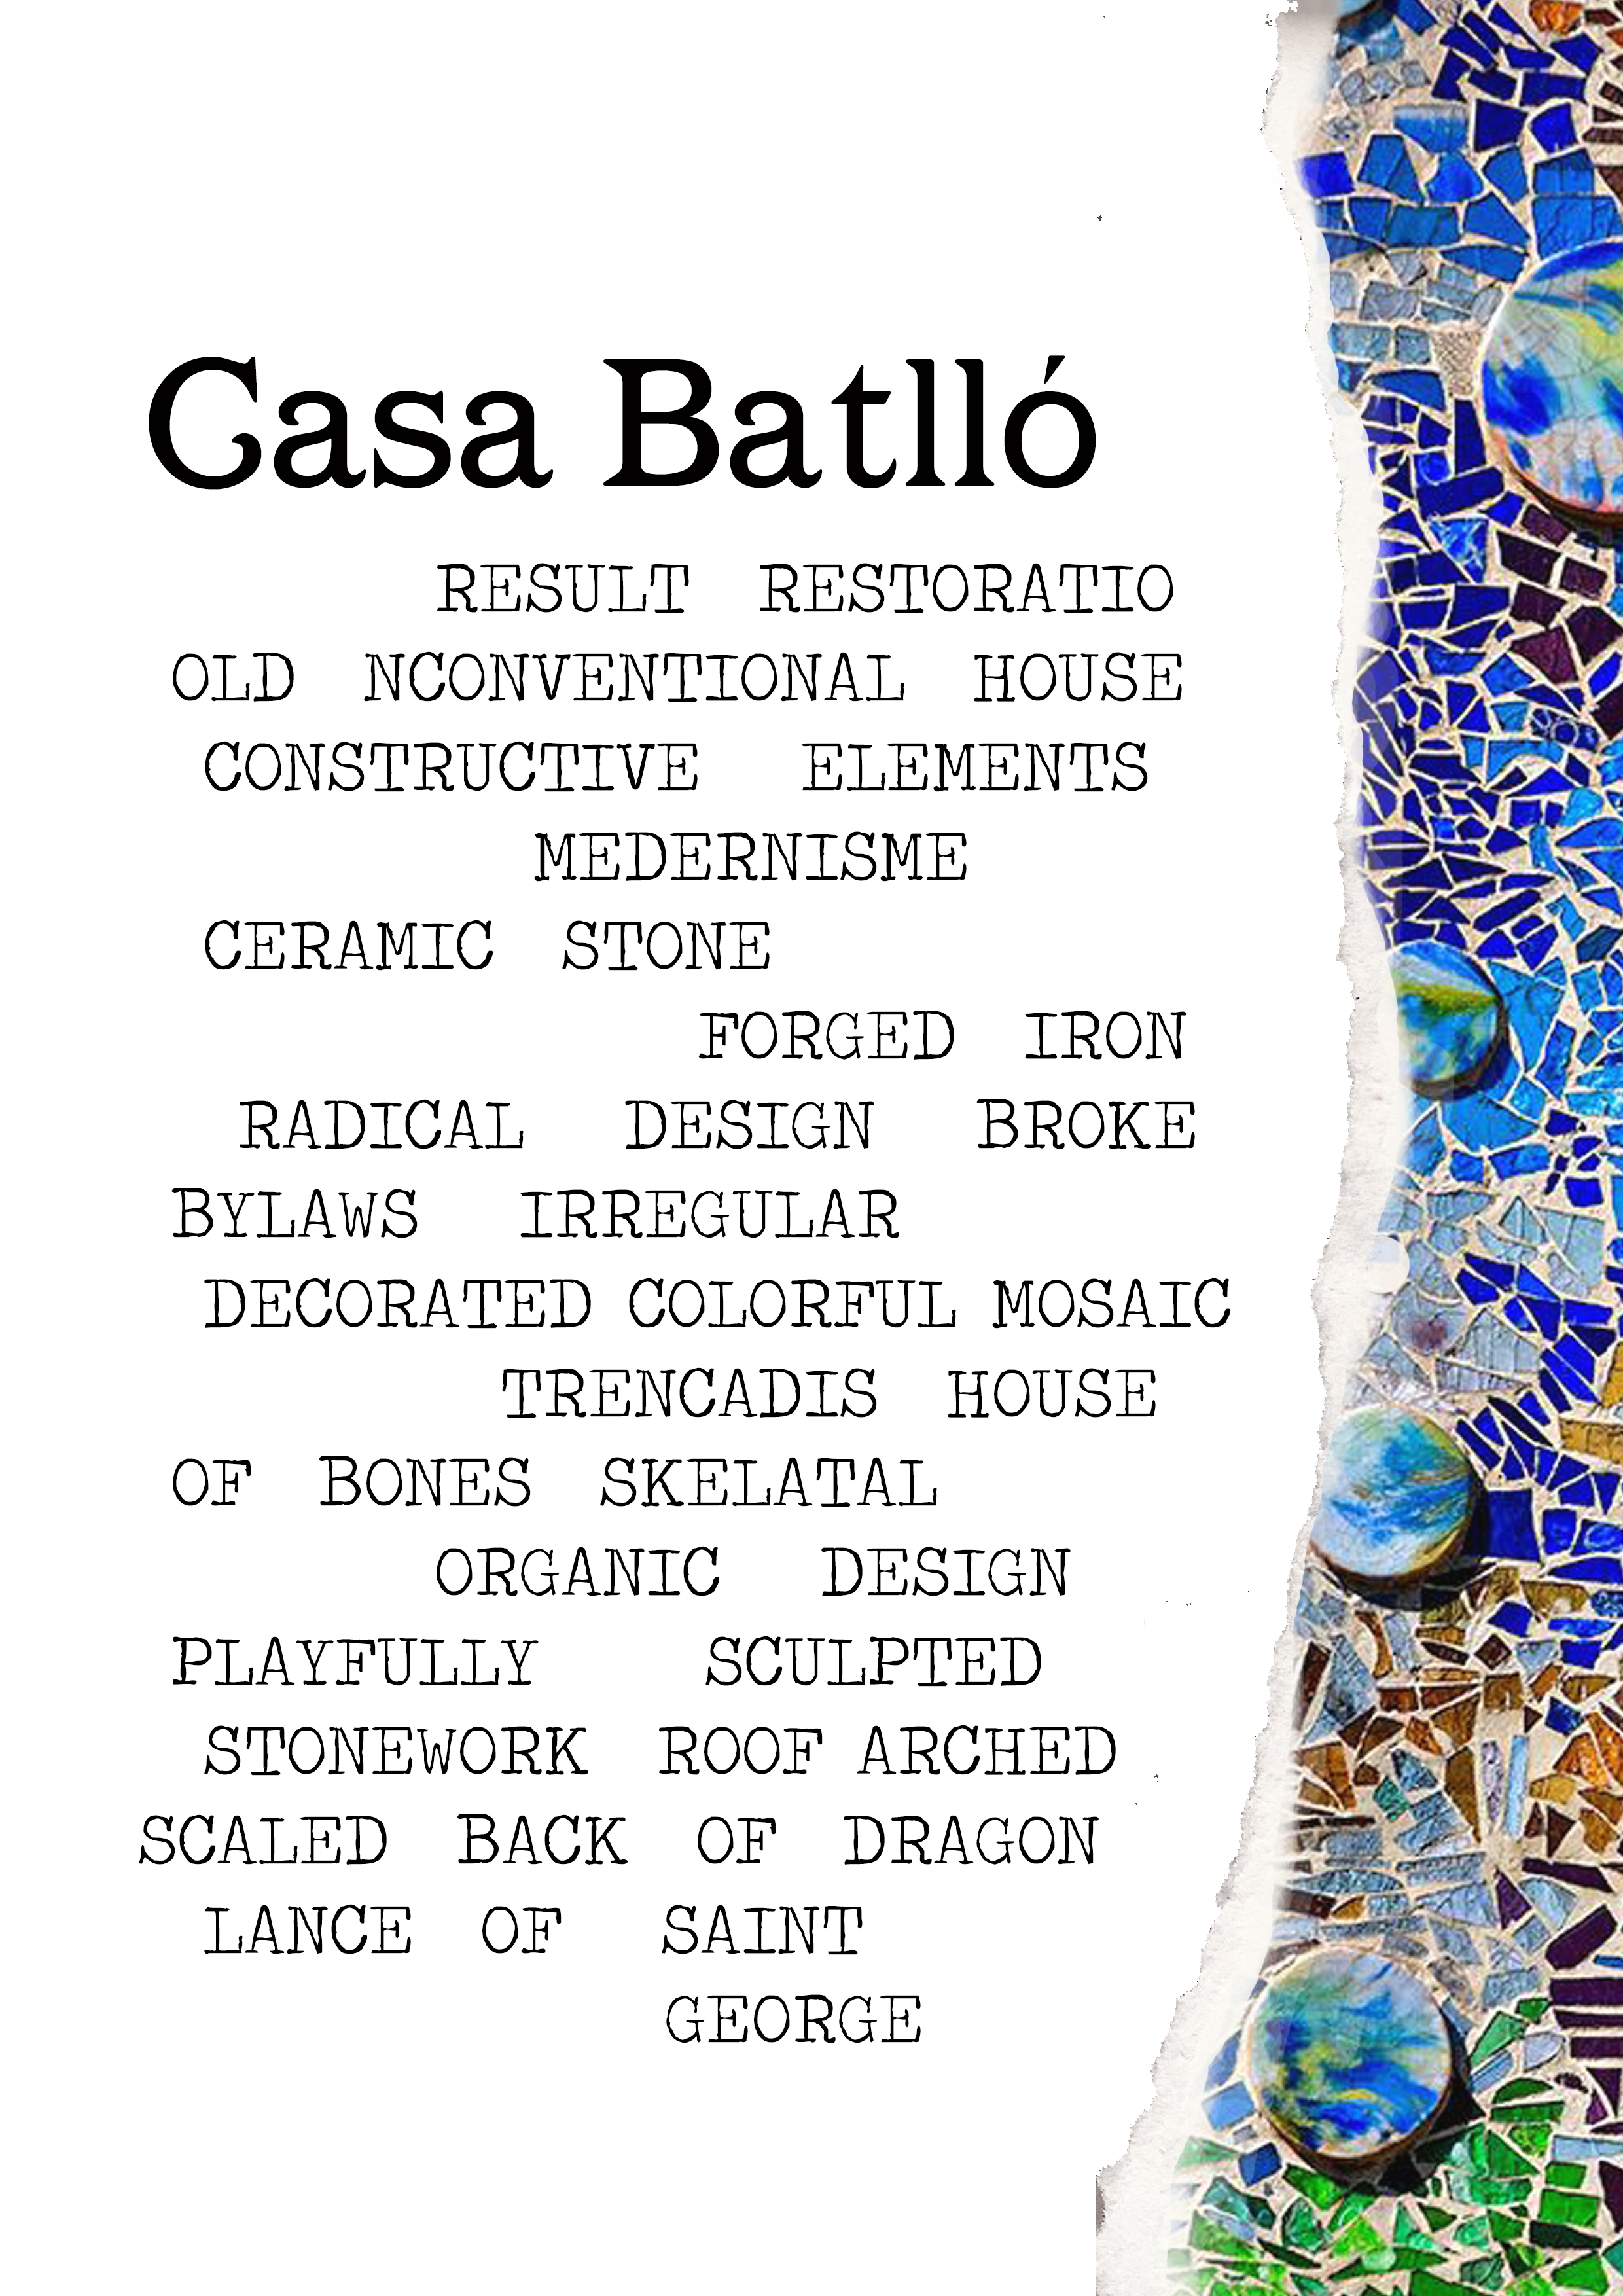 Casa Batlló
RESULT RESTORATIO
OLD NCONVENTIONAL HOUSE
CONSTRUCTIVE ELEMENTS
MEDERNISME
CERAMIC STONE
FORGED IRON
RADICAL DESIGN BROKE
BYLAWS IRREGULAR
DECORATED COLORFUL MOSAIC
TRENCADIS HOUSE
OF BONES SKELATAL
ORGANIC DESIGN
PLAYFULLY SCULPTED
STONEWORK ROOF ARCHED
SCALED BACK OF DRAGON
LANCE OF SAINT
GEORGE